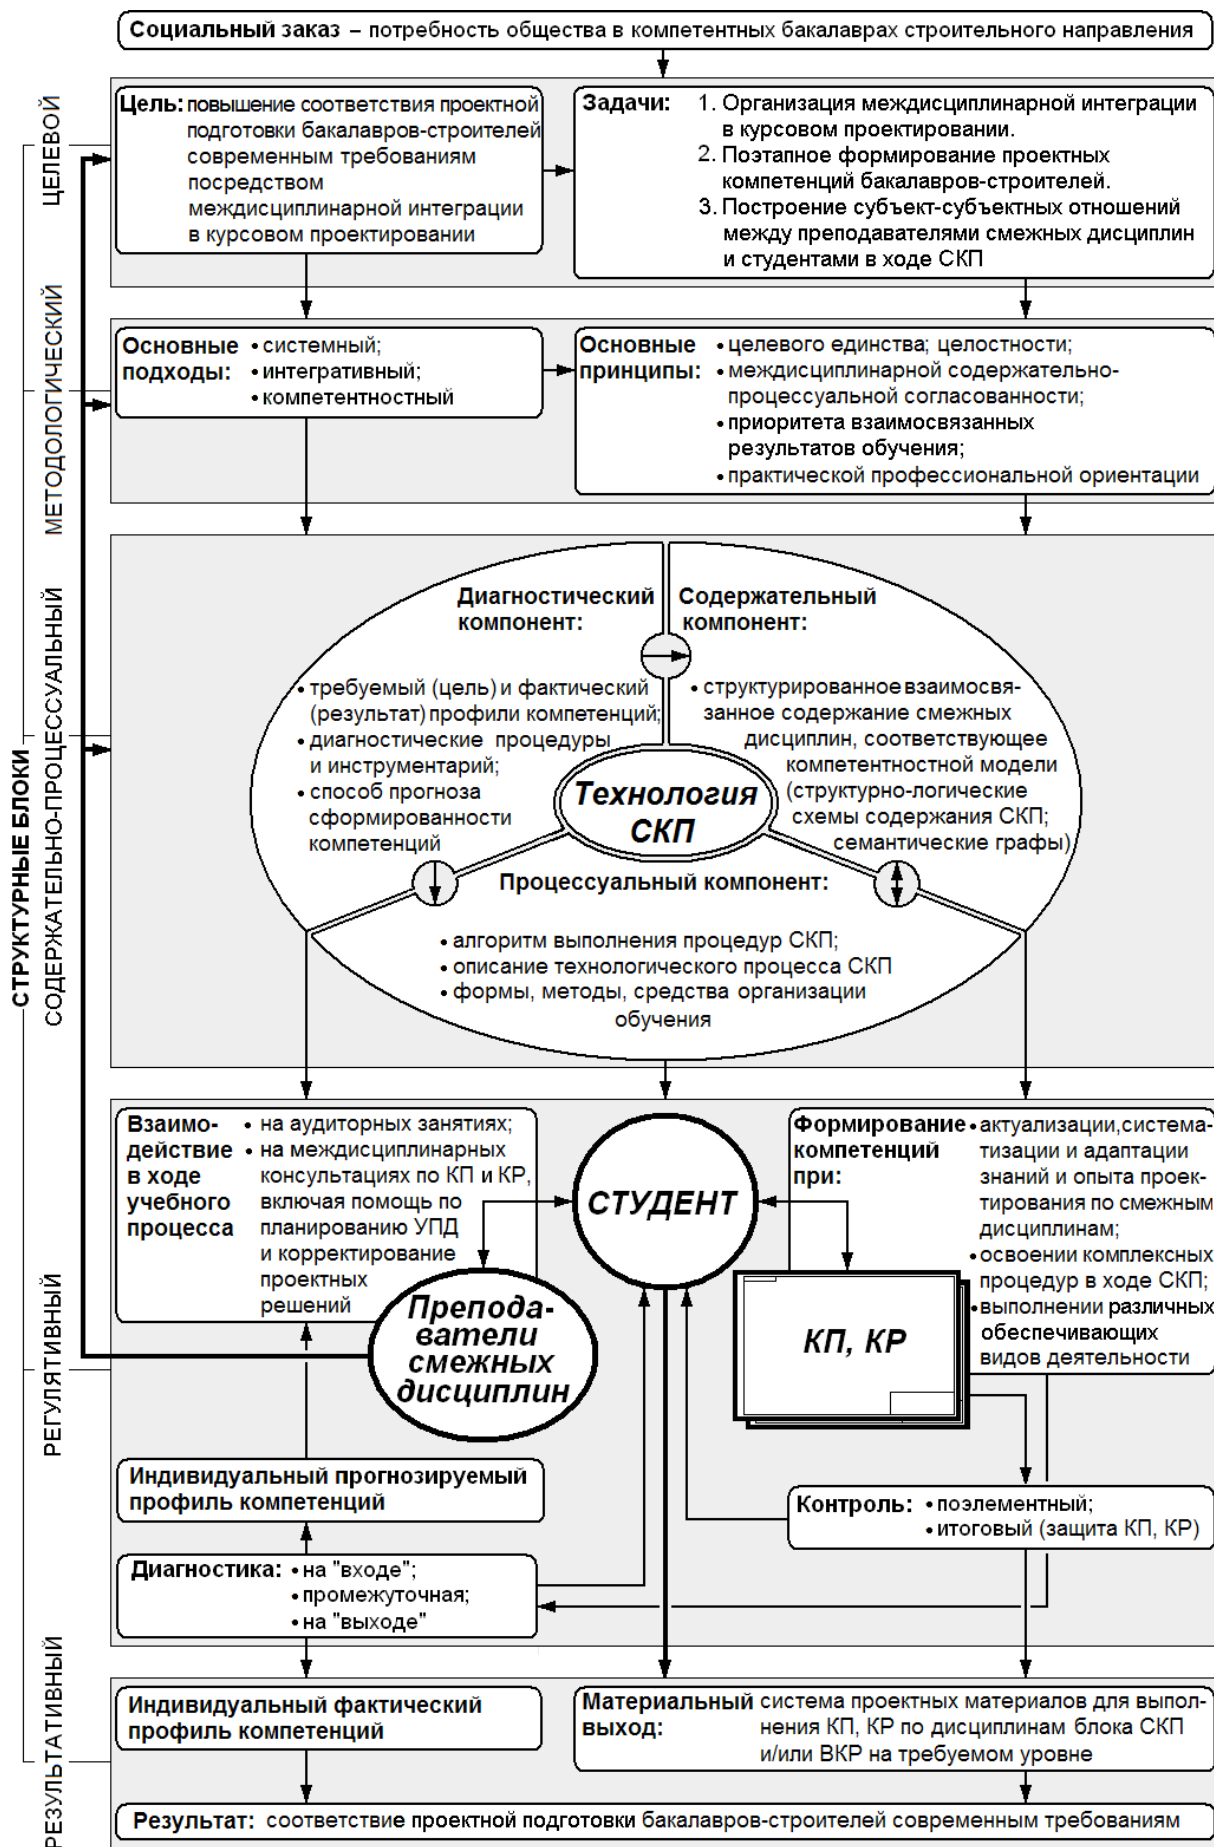 Социальный заказ – потребность общества в компетентных бакалаврах строительного направления
СТРУКТУРНЫЕ БЛОКИ
ЦЕЛЕВОЙ
Цель: повышение соответствия проектной
подготовки бакалавров-строителей
современным требованиям
посредством
междисциплинарной интеграции
в курсовом проектировании
Задачи: 1. Организация междисциплинарной интеграции
в курсовом проектировании.
2. Поэтапное формирование проектных
компетенций бакалавров-строителей.
3. Построение субъект-субъектных отношений
между преподавателями смежных дисциплин
и студентами в ходе СКП
МЕТОДОЛОГИЧЕСКИЙ
Основные подходы:
• системный;
• интегративный;
• компетентностный
Основные принципы:
• целевого единства; целостности;
• междисциплинарной содержательно-
процессуальной согласованности;
• приоритета взаимосвязанных
результатов обучения;
• практической профессиональной ориентации
СОДЕРЖАТЕЛЬНО-ПРОЦЕССУАЛЬНЫЙ
Диагностический
компонент:
• требуемый (цель) и фактический
(результат) профили компетенций;
• диагностические процедуры
и инструментарий;
• способ прогноза
сформированности
компетенций
Содержательный
компонент:
• структурированное взаимосвя-
занное содержание смежных
дисциплин, соответствующее
компетентностной модели
(структурно-логические
схемы содержания СКП;
семантические графы)
Технология
СКП
Процессуальный компонент:
• алгоритм выполнения процедур СКП;
• описание технологического процесса СКП
• формы, методы, средства организации
обучения
РЕГУЛЯТИВНЫЙ
Взаимо-
действие
в ходе
учебного
процесса
• на аудиторных занятиях;
• на междисциплинарных
консультациях по КП и КР,
включая помощь по
планированию УПД
и корректирование
проектных
решений
СТУДЕНТ
Формирование
компетенций
при:
• актуализации, система-
тизации и адаптации
знаний и опыта проек-
тирования по смежным
дисциплинам;
• освоении комплексных
процедур в ходе СКП;
• выполнении различных
обеспечивающих
видов деятельности
Препода-
ватели
смежных
дисциплин
КП, КР
Индивидуальный прогнозируемый
профиль компетенций
Контроль: • поэлементный;
• итоговый (защита КП, КР)
Диагностика: • на "входе";
• промежуточная;
• на "выходе"
РЕЗУЛЬТАТИВНЫЙ
Индивидуальный фактический
профиль компетенций
Материальный выход:
система проектных материалов для выпол-
нения КП, КР по дисциплинам блока СКП
и/или ВКР на требуемом уровне
Результат: соответствие проектной подготовки бакалавров-строителей современным требованиям